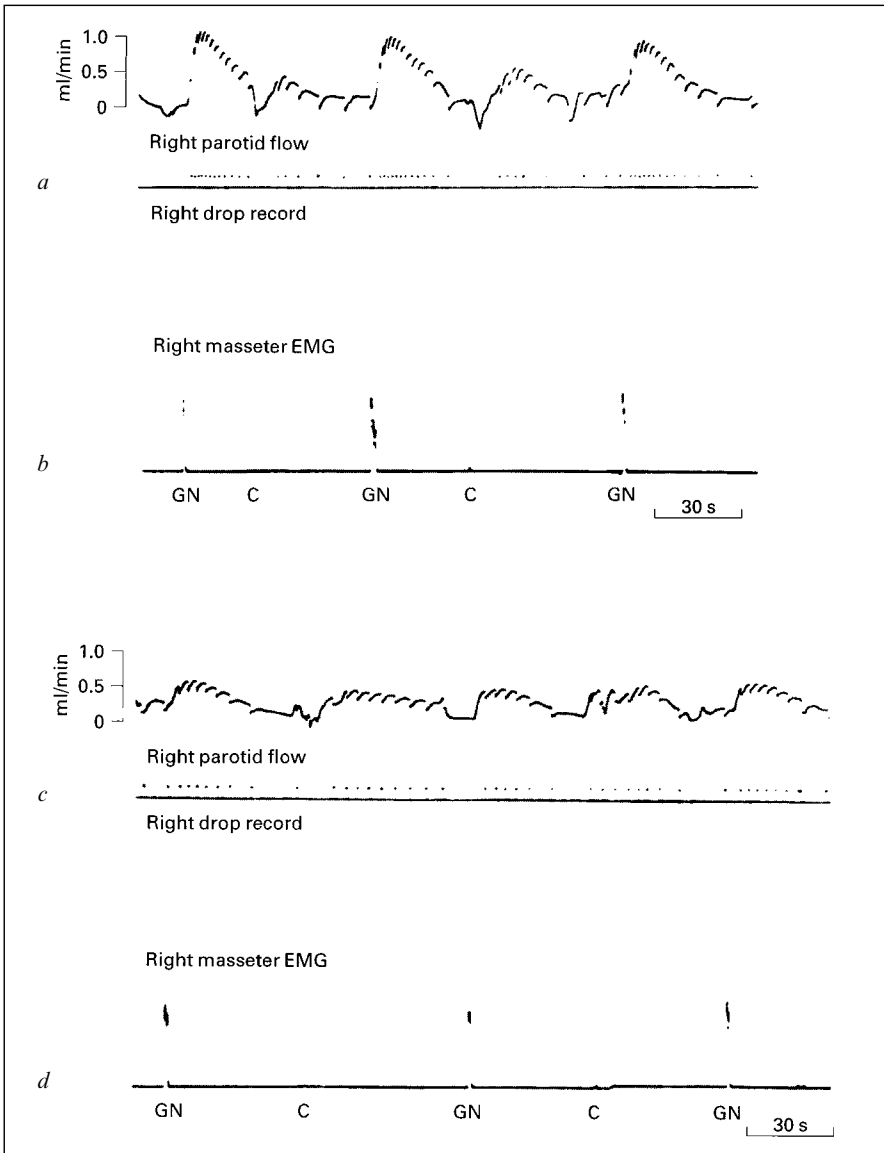 1.0
0.5
0
ml/min
Right parotid flow
a
Right drop record
Right masseter EMG
b
GN C GN C GN
30 s
1.0
0.5
0
ml/min
Right parotid flow
c
Right drop record
Right masseter EMG
d
GN C GN C GN
30 s